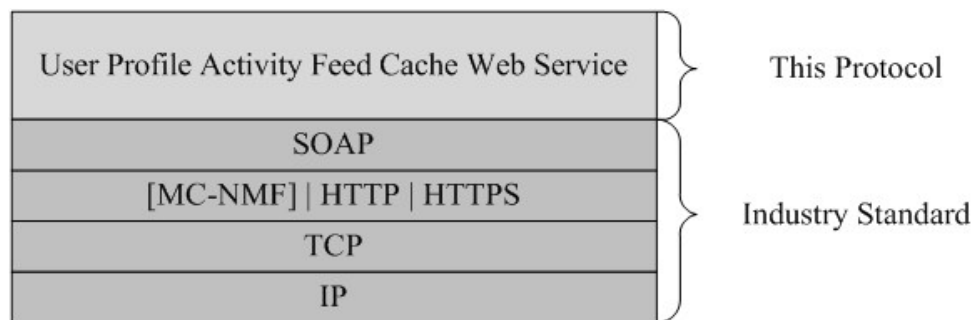 User Profile Activity Feed Cache Web Service
This Protocol
SOAP
[MC-NMF] | HTTP | HTTPS
TCP
IP
Industry Standard